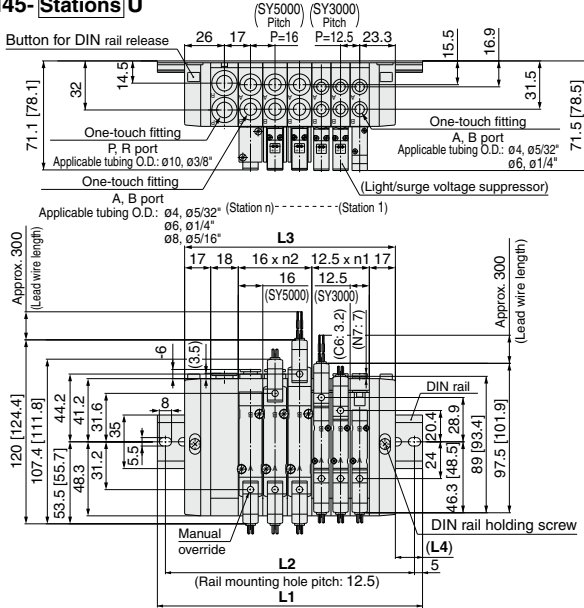 145- Stations U
(SY5000) (SY3000)
Pitch Pitch
26 17 P=16 P=12.5 23.3
Button for DIN rail release
15.5
16.9
14.5
32
71.1 [78.1]
31.5
71.5 [78.5]
One-touch fitting
P, R port
Applicable tubing O.D.: ø10, ø3/8"
One-touch fitting
A, B port
Applicable tubing O.D.: ø4, ø5/32"
ø6, ø1/4"
One-touch fitting
A, B port
Applicable tubing O.D.: ø4, ø5/32"
ø6, ø1/4"
ø8, ø5/16"
(Light/surge voltage suppressor)
(Station n) (Station 1)
L3
17 18 16 x n2 12.5 x n1 17
16 12.5
(SY5000) (SY3000)
Approx. 300
(Lead wire length)
Approx. 300
(Lead wire length)
(C6: 3.2)
(N7: 7)
-6
(3.5)
DIN rail
120 [124.4]
107.4 [111.8]
44.2
41.2
31.6
35
8
5.5
31.2
48.3
53.5 [55.7]
20.4
28.9
24
46.3 [48.5]
89 [93.4]
97.5 [101.9]
DIN rail holding screw
Manual
override
(L4)
L2
5
(Rail mounting hole pitch: 12.5)
L1